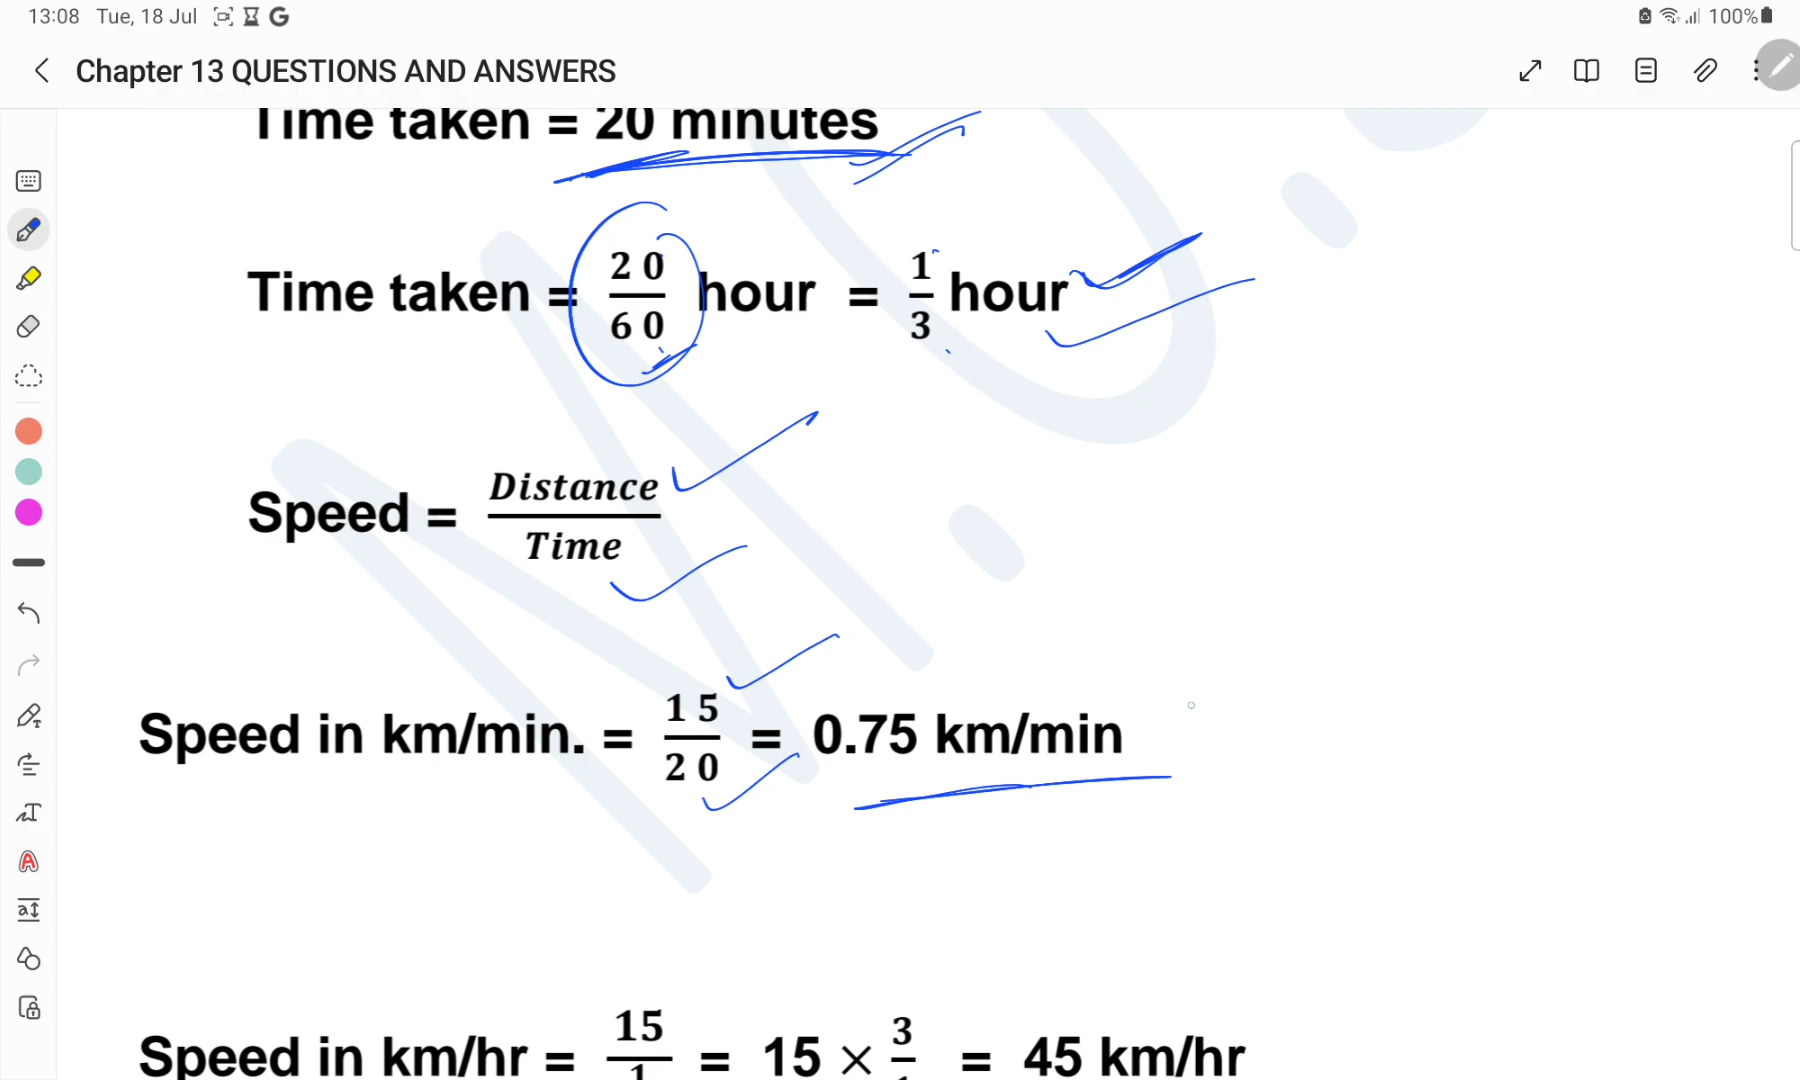 13:08 Tue, 18 Jul 100%
Chapter 13 QUESTIONS AND ANSWERS
Time taken = 20 minutes
Time taken = 20/60 hour = 1/3 hour
Speed = Distance/Time
Speed in km/min. = 15/20 = 0.75 km/min
Speed in km/hr = 15/1 = 15 × 3/1 = 45 km/hr